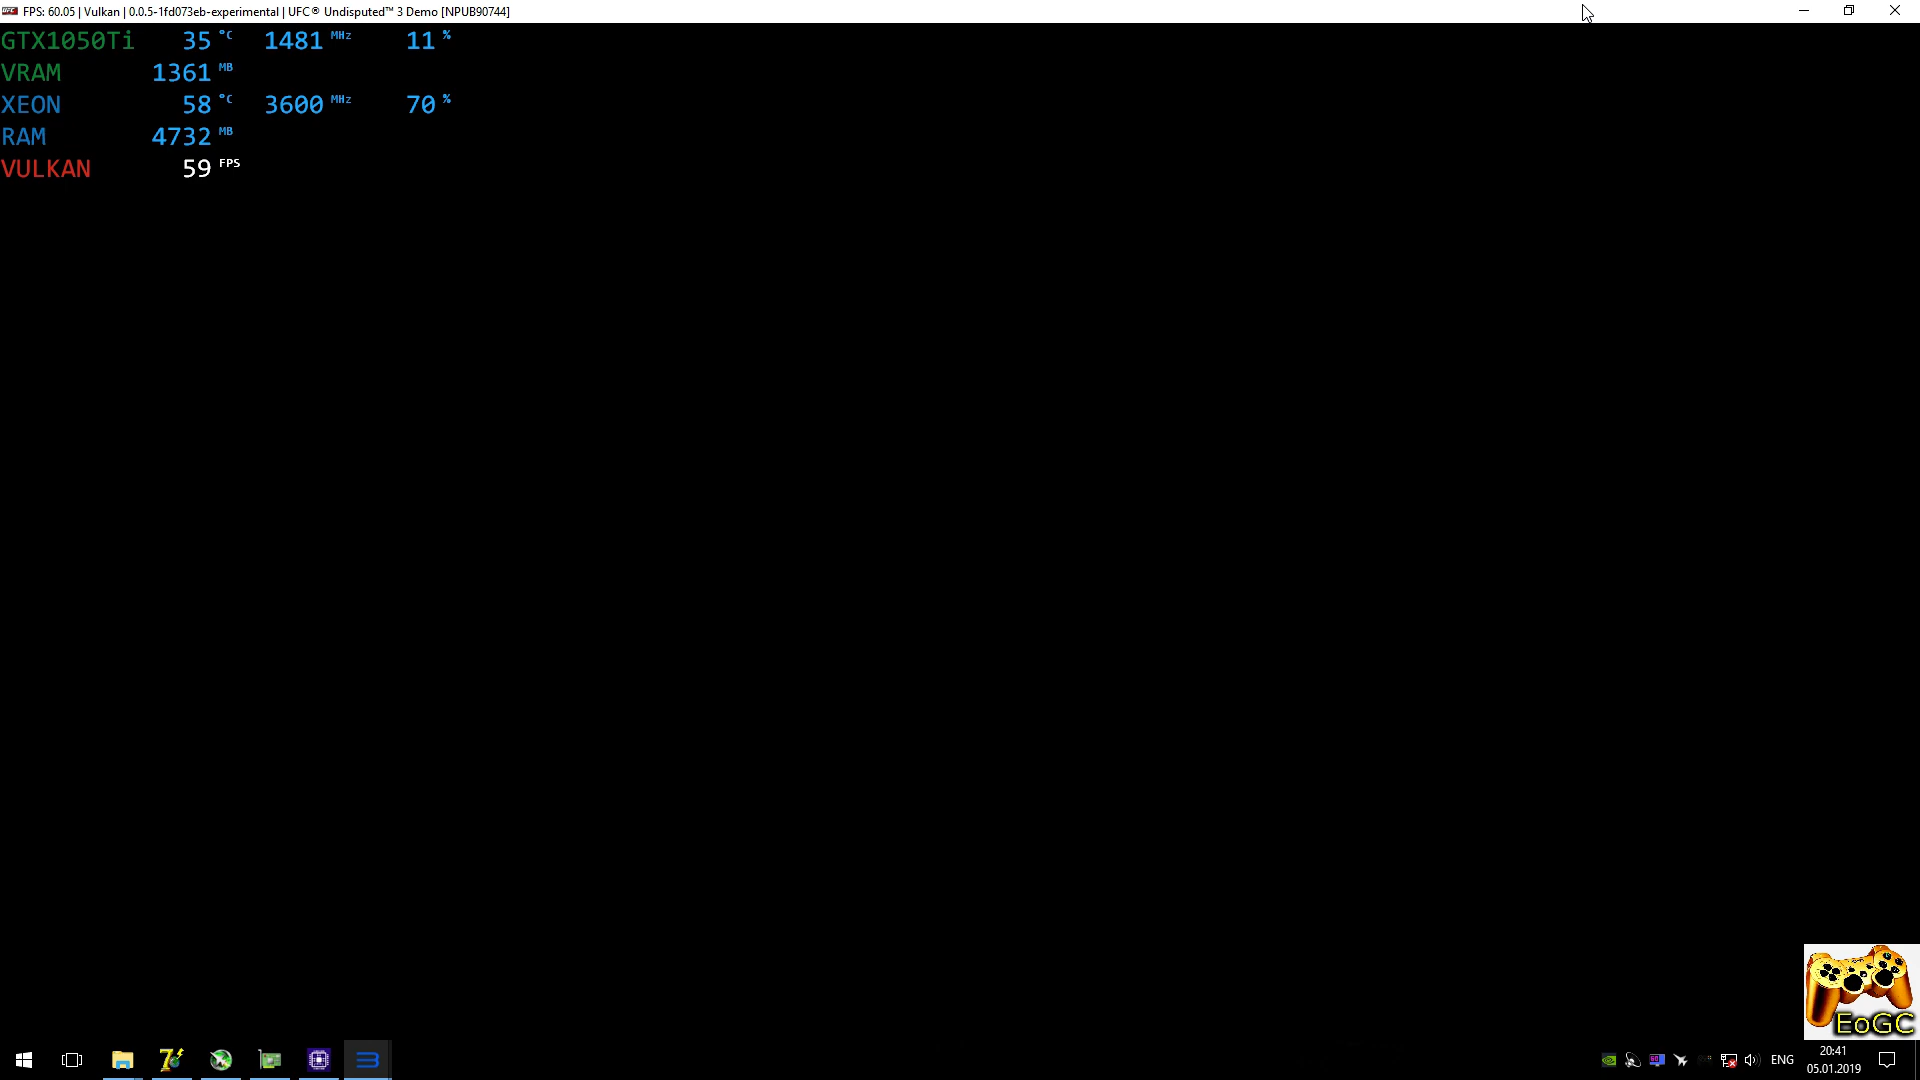 FPS: 60.05 | Vulkan | 0.0.5-1fd073eb-experimental | UFC® Undisputed™ 3 Demo [NPUB90744]
GTX1050Ti 35 °C 1481 MHz 11 %
VRAM 1361 MB
XEON 58 °C 3600 MHz 70 %
RAM 4732 MB
VULKAN 59 FPS
EoGC
ENG
20:41
05.01.2019